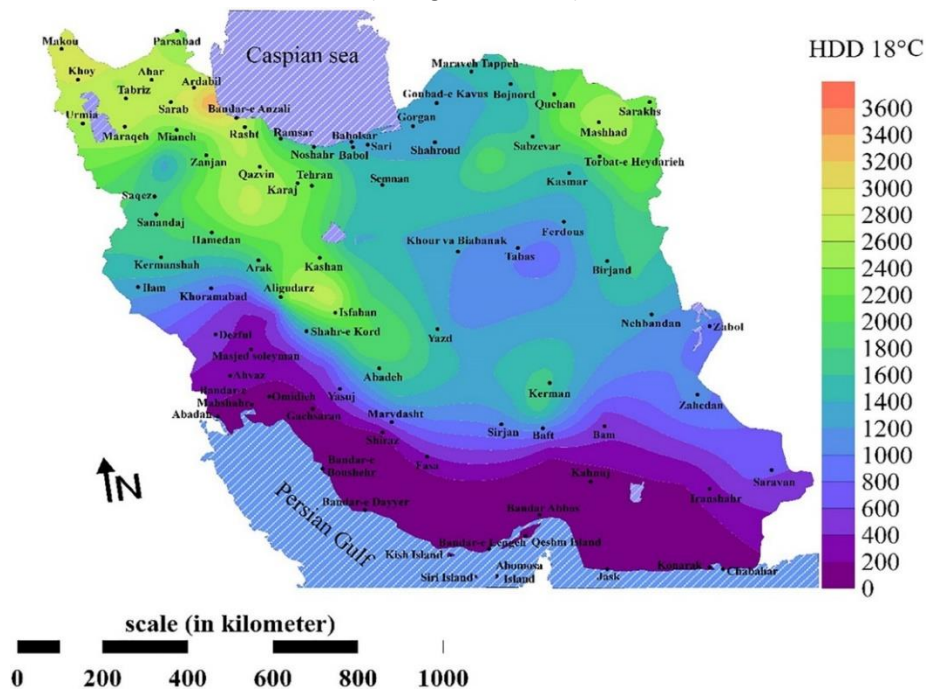 Makou
Parsabad
Caspian sea
HDD 18°C
Khoy
Ahar
Ardabil
Maraveh Tappeh
Tabriz
Sarab
Bandar-e Anzali
Goubad-e Kavus
Bojnord
Quchan
Sarakhs
Urmia
Maraqeh
Mianeh
Rasht
Ramsar
Babolsar
Gorgan
Mashhad
Noshahr
Babol
Sari
Shahroud
Sabzevar
Zanjan
Qazvin
Tehran
Karaj
Semnan
Torbat-e Heydarieh
Kasmar
Saqez
Sanandaj
Hamedan
Ferdous
Khour va Biabanak
Tabas
Kermanshah
Arak
Kashan
Birjand
Ilam
Khoramabad
Aligudarz
Isfahan
Nehbandan
Zabol
Dezful
Shahr-e Kord
Yazd
Masjed soleyman
Ahvaz
Abadeh
Kerman
Bandar-e
Mahshahr
Omidieh
Yasuj
Zahedan
Abadan
Gachsaran
Marvdasht
Shiraz
Sirjan
Baft
Bam
Bandar-e
Boushehr
Fasa
Kahnuj
Saravan
Iranshahr
Bandar-e Dayyer
Bandar Abbas
Persian Gulf
Kish Island
Bandar-e Lengeh
Qeshm Island
Siri Island
Abomosa
Island
Jask
Konarak
Chabahar
N
3600
3400
3200
3000
2800
2600
2400
2200
2000
1800
1600
1400
1200
1000
800
600
400
200
0
scale (in kilometer)
0 200 400 600 800 1000